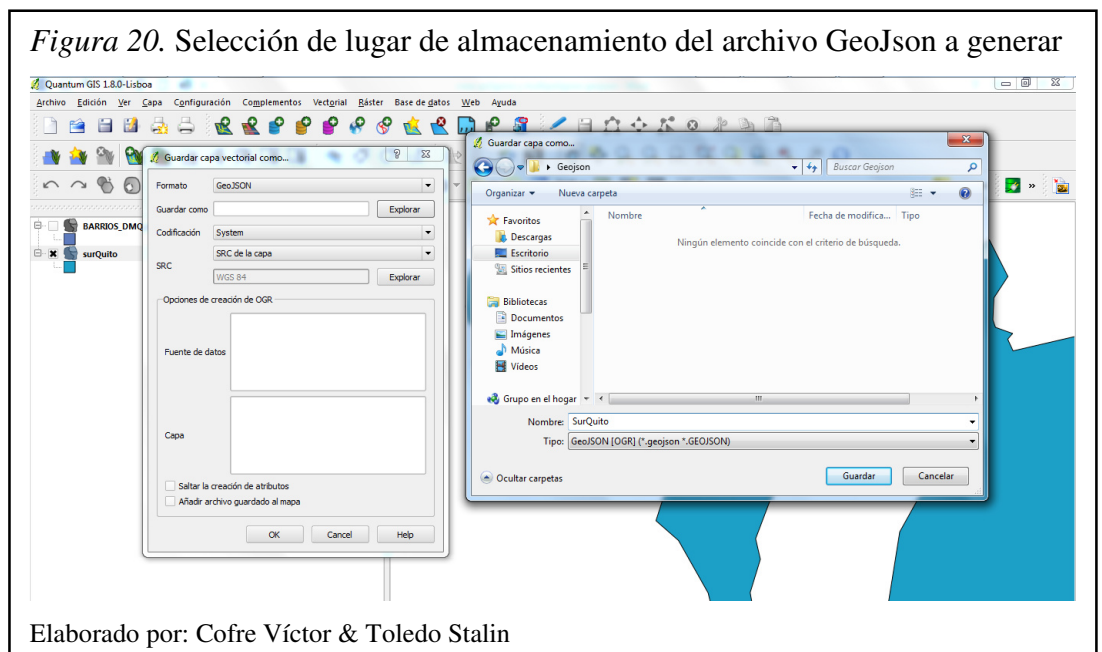 Figura 20. Selección de lugar de almacenamiento del archivo GeoJson a generar
Quantum GIS 1.8.0-Lisboa
Archivo Edición Ver Capa Configuración Complementos Vectorial Ráster Base de datos Web Ayuda
BARRIOS_DMQ
surQuito
Guardar capa vectorial como...
Formato GeoJSON
Guardar como Explorar
Codificación System
SRC de la capa
SRC
WGS 84 Explorar
Opciones de creación de OGR
Fuente de datos
Capa
Saltar la creación de atributos
Añadir archivo guardado al mapa
OK Cancel Help
Guardar capa como...
Geojson
Buscar Geojson
Organizar Nueva carpeta
Nombre Fecha de modifica... Tipo
Ningún elemento coincide con el criterio de búsqueda.
Favoritos
Descargas
Escritorio
Sitios recientes
Bibliotecas
Documentos
Imágenes
Música
Vídeos
Grupo en el hogar
Nombre: SurQuito
Tipo: GeoJSON [OGR] (*.geojson *.GEOJSON)
Ocultar carpetas Guardar Cancelar
Elaborado por: Cofre Víctor & Toledo Stalin